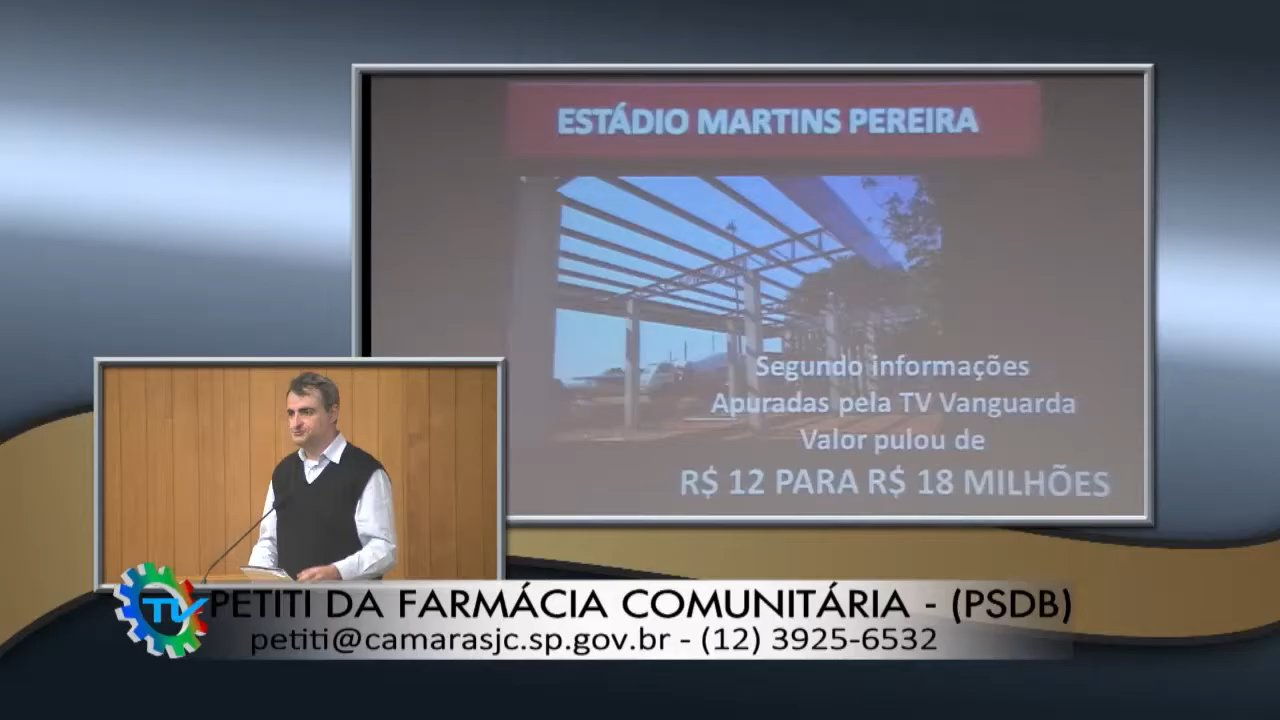 ESTÁDIO MARTINS PEREIRA
Segundo informações
Apuradas pela TV Vanguarda
Valor pulou de
R$ 12 PARA R$ 18 MILHÕES
TV
PETITI DA FARMÁCIA COMUNITÁRIA - (PSDB)
petiti@camarasjc.sp.gov.br - (12) 3925-6532